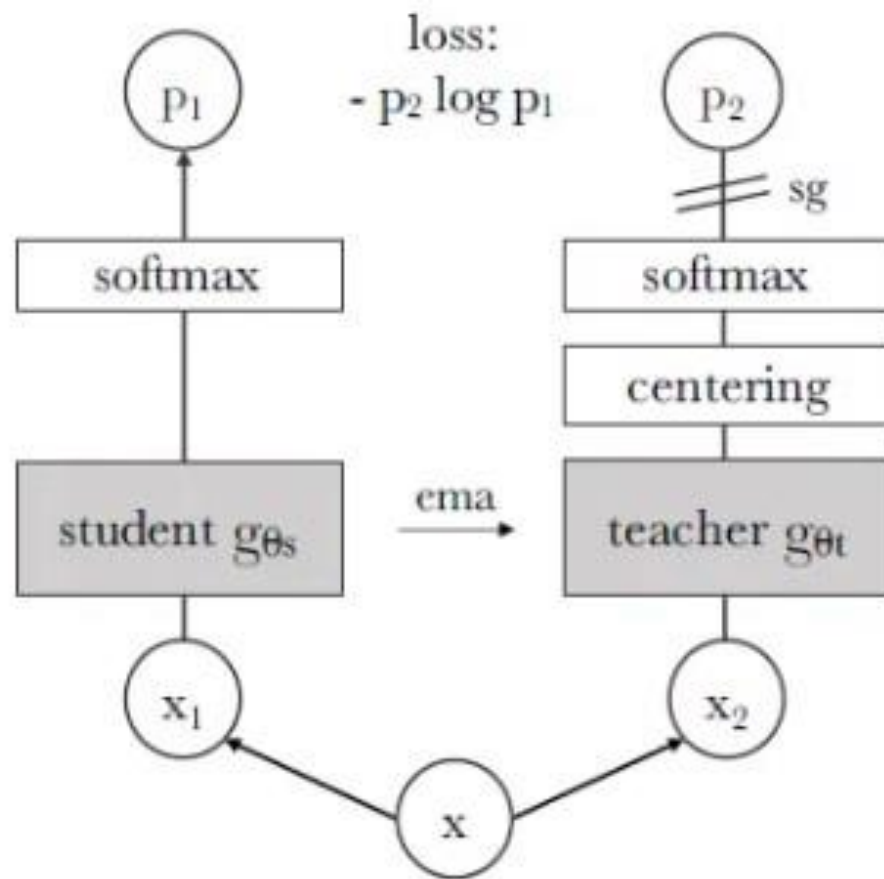 loss:
p₁ - p₂ log p₁ p₂
sg
softmax softmax
centering
student gθs ema teacher gθt
x₁ x₂
x